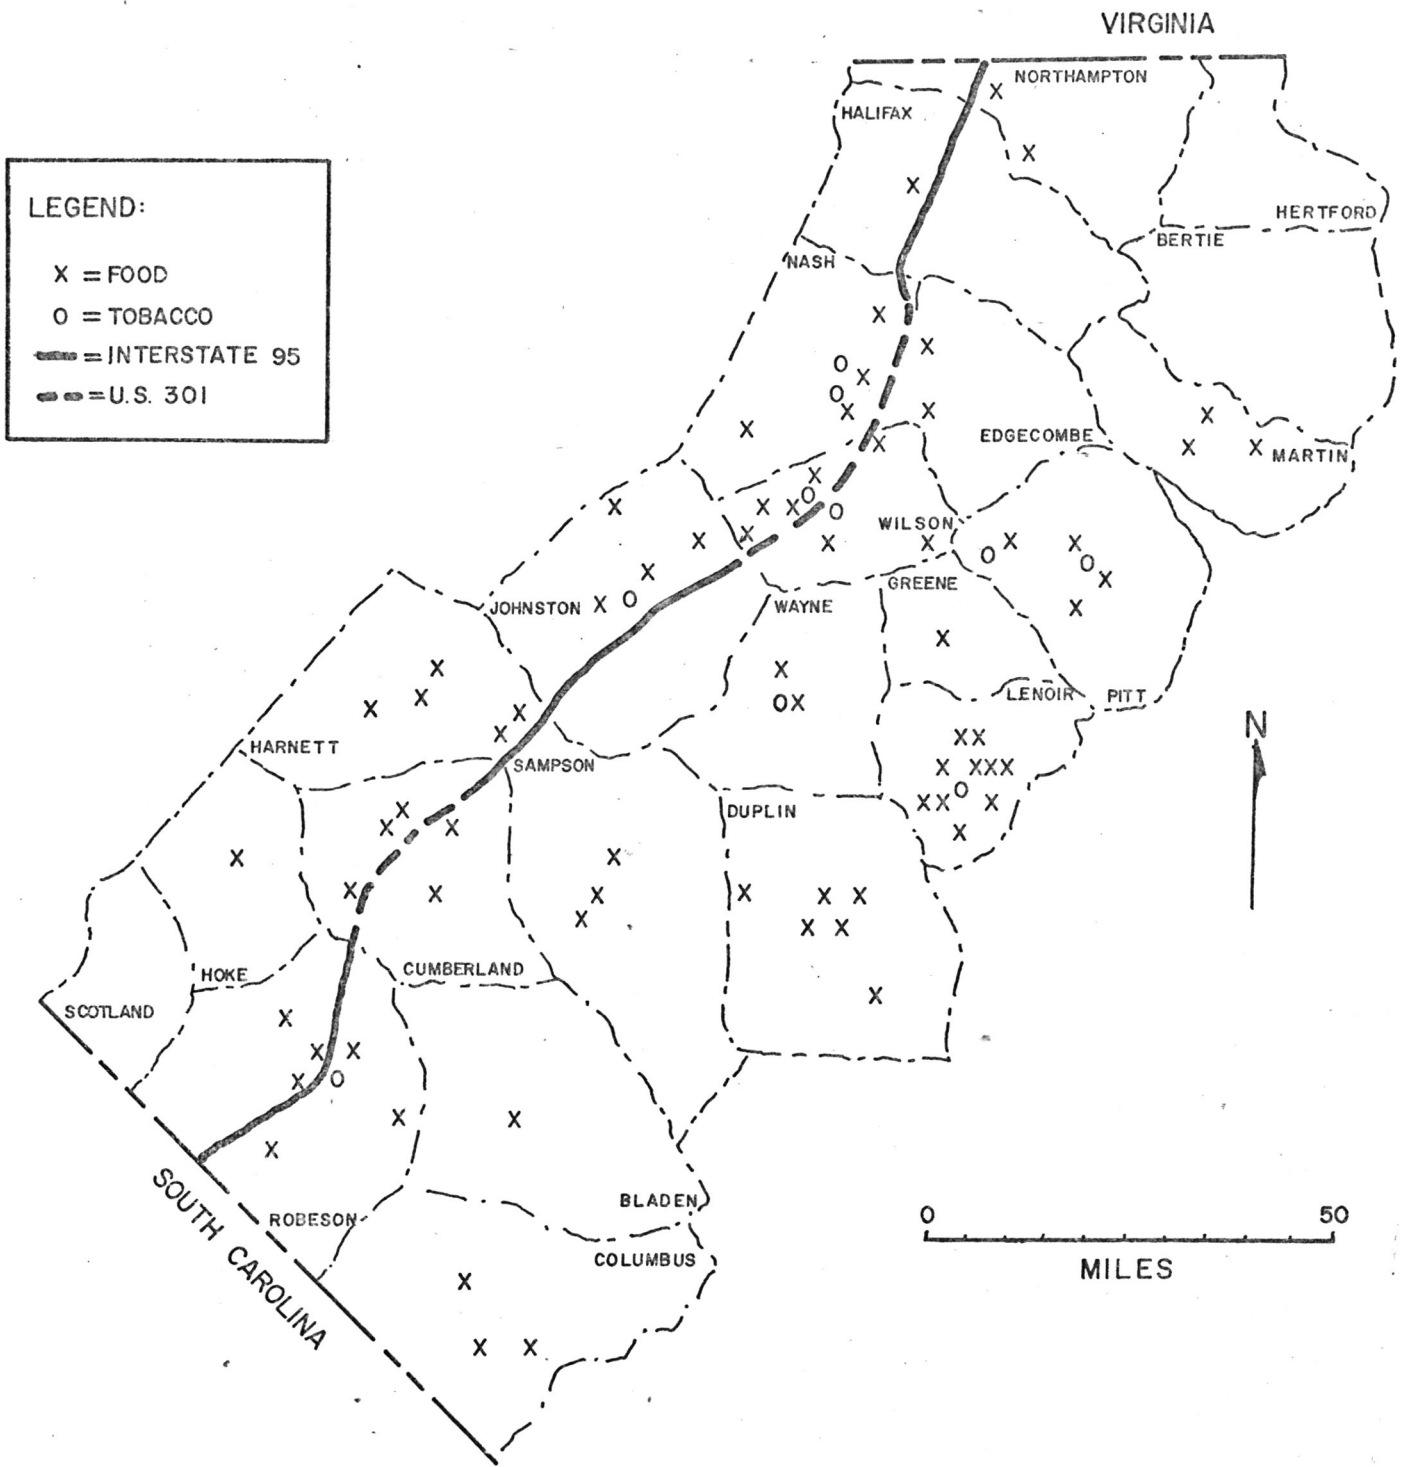 VIRGINIA
NORTHAMPTON
HALIFAX
LEGEND:
X = FOOD
O = TOBACCO
= INTERSTATE 95
= U.S. 301
HERTFORD
BERTIE
NASH
EDGECOMBE
MARTIN
WILSON
GREENE
JOHNSTON
WAYNE
LENOIR
PITT
N
HARNETT
SAMPSON
DUPLIN
HOKE
CUMBERLAND
SCOTLAND
SOUTH CAROLINA
ROBESON
BLADEN
COLUMBUS
0 50
MILES